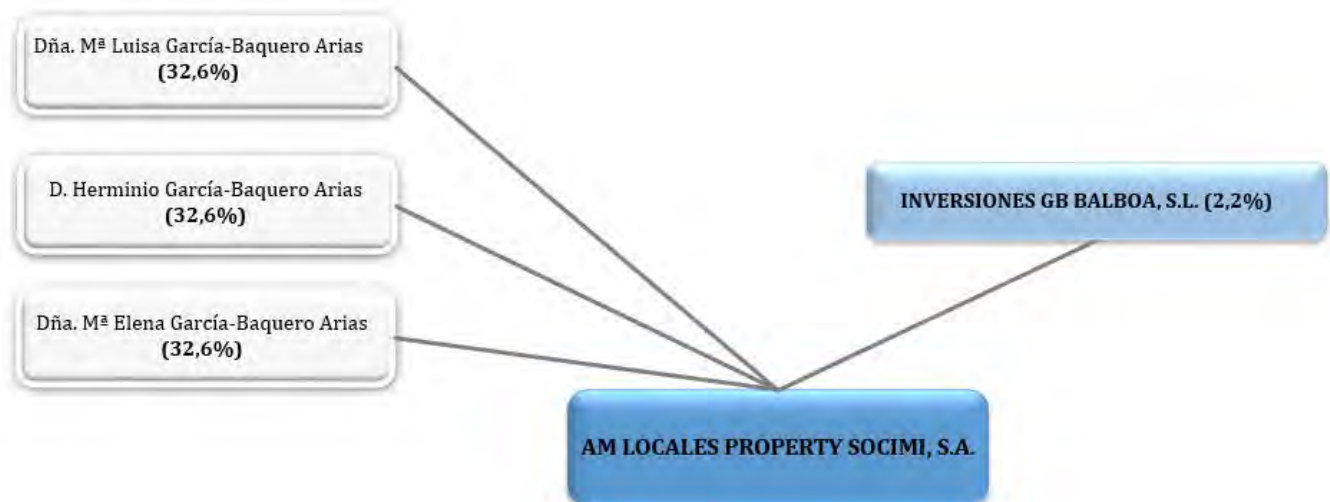 Dña. Mª Luisa García-Baquero Arias
(32,6%)
D. Herminio García-Baquero Arias
(32,6%)
Dña. Mª Elena García-Baquero Arias
(32,6%)
INVERSIONES GB BALBOA, S.L. (2,2%)
AM LOCALES PROPERTY SOCIMI, S.A.